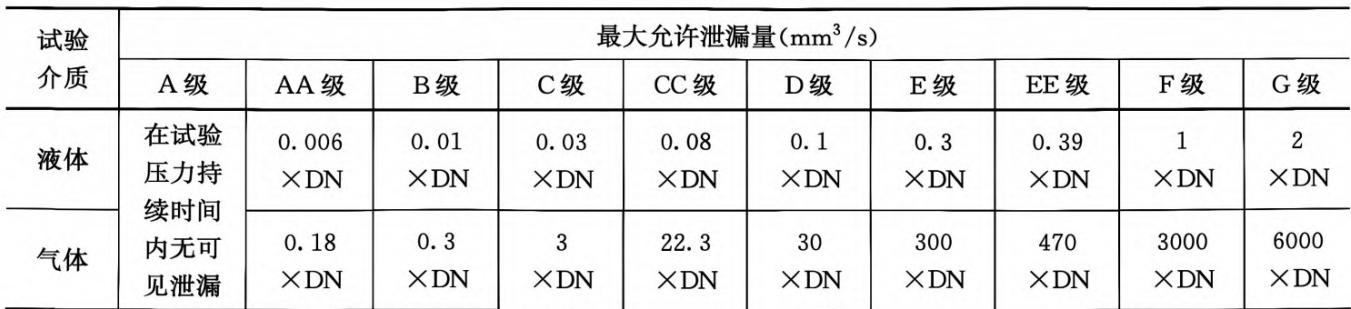 试验介质 最大允许泄漏量(mm³/s)
A级 AA级 B级 C级 CC级 D级 E级 EE级 F级 G级
液体 在试验压力持续时间内无可见泄漏 0.006×DN 0.01×DN 0.03×DN 0.08×DN 0.1×DN 0.3×DN 0.39×DN 1×DN 2×DN
气体 0.18×DN 0.3×DN 3×DN 22.3×DN 30×DN 300×DN 470×DN 3000×DN 6000×DN